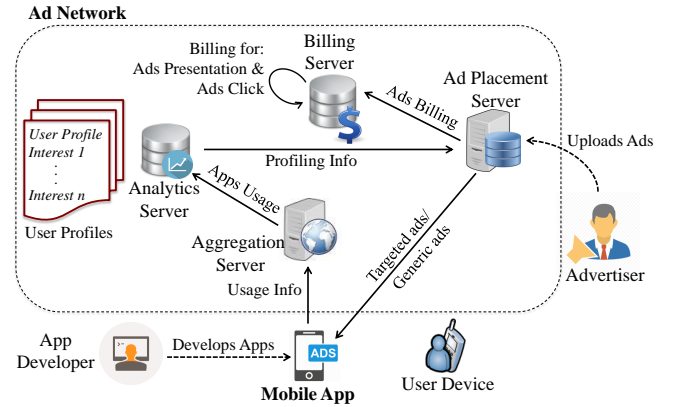 Ad Network
Billing for:
Ads Presentation &
Ads Click
Billing
Server
Ad Placement
Server
Ads Billing
Uploads Ads
User Profile
Interest 1
.
.
.
Interest n
User Profiles
Analytics
Server
Profiling Info
Apps Usage
Aggregation
Server
Targeted ads/
Generic ads
Advertiser
Usage Info
App
Developer
>_
Develops Apps
ADS
Mobile App
User Device
$